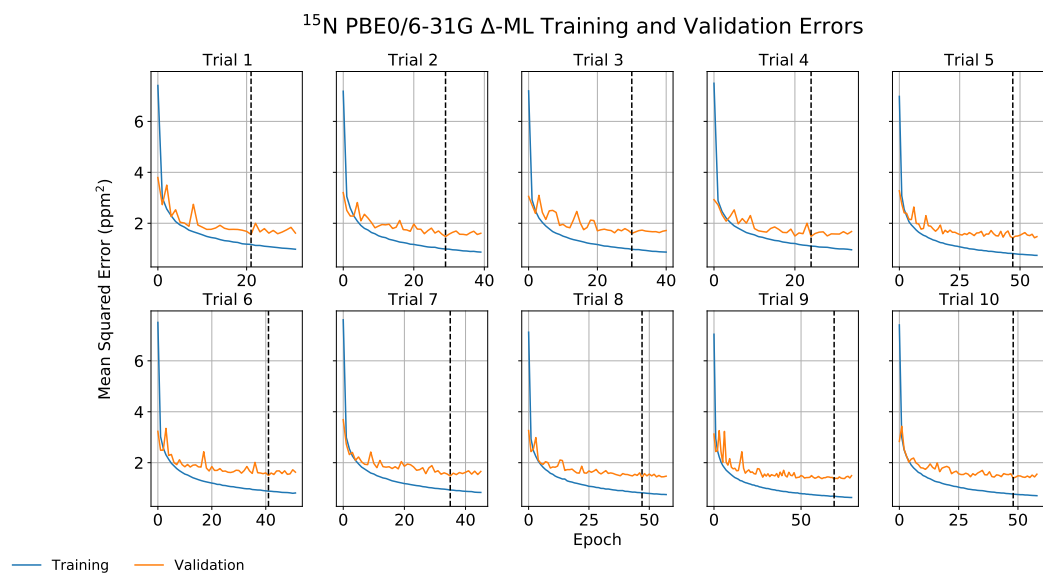 ¹⁵N PBE0/6-31G Δ-ML Training and Validation Errors
Trial 1 Trial 2 Trial 3 Trial 4 Trial 5
6
4
2
0 20 0 20 40 0 20 40 0 20 0 25 50
Trial 6 Trial 7 Trial 8 Trial 9 Trial 10
6
4
2
0 20 40 0 20 40 0 25 50 0 50 0 25 50
Mean Squared Error (ppm²)
Epoch
Training Validation